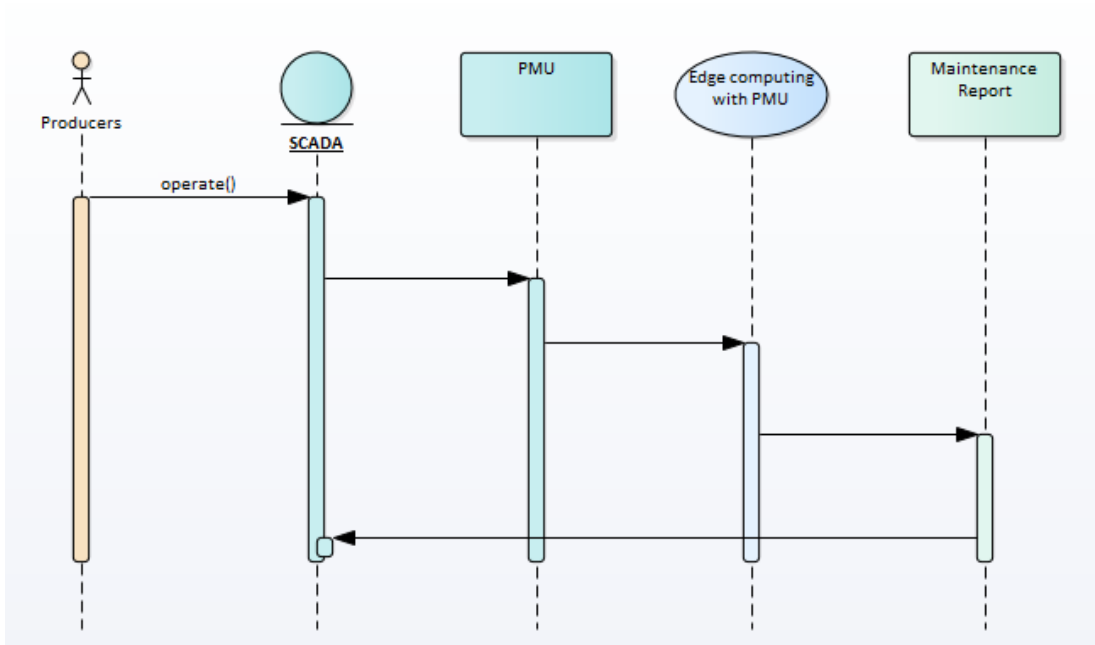 Producers
SCADA
PMU
Edge computing
with PMU
Maintenance
Report
operate()